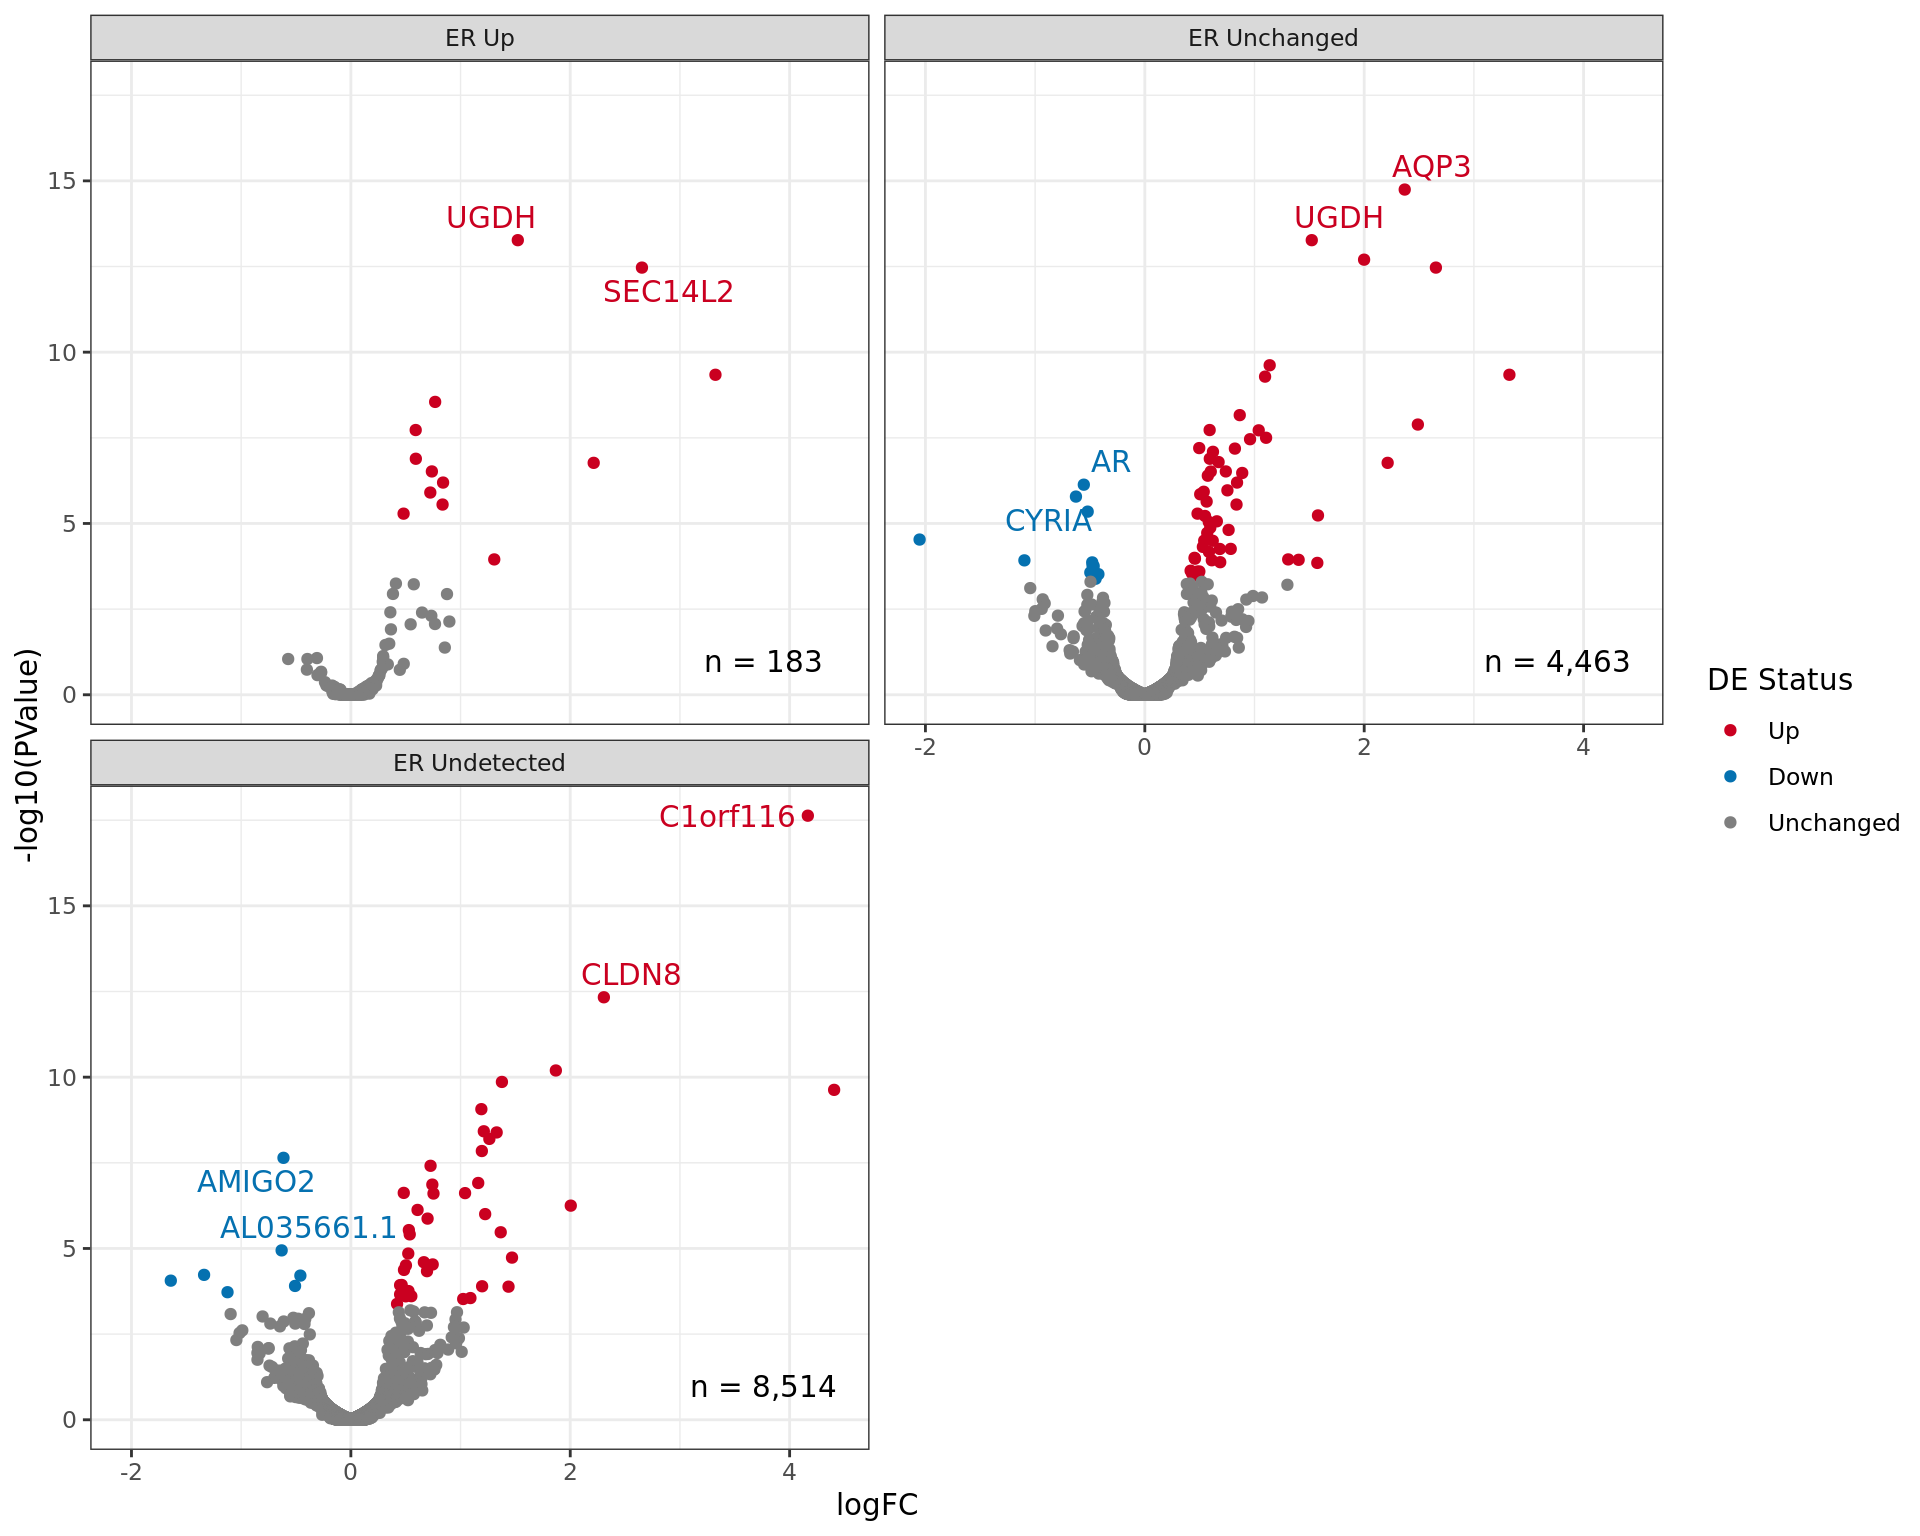 ER Up
ER Unchanged
15
10
5
0
UGDH
SEC14L2
n = 183
AQP3
UGDH
AR
CYRIA
n = 4,463
-2
0
2
4
-log10(PValue)
ER Undetected
15
10
5
0
C1orf116
CLDN8
AMIGO2
AL035661.1
n = 8,514
-2
0
2
4
logFC
DE Status
Up
Down
Unchanged